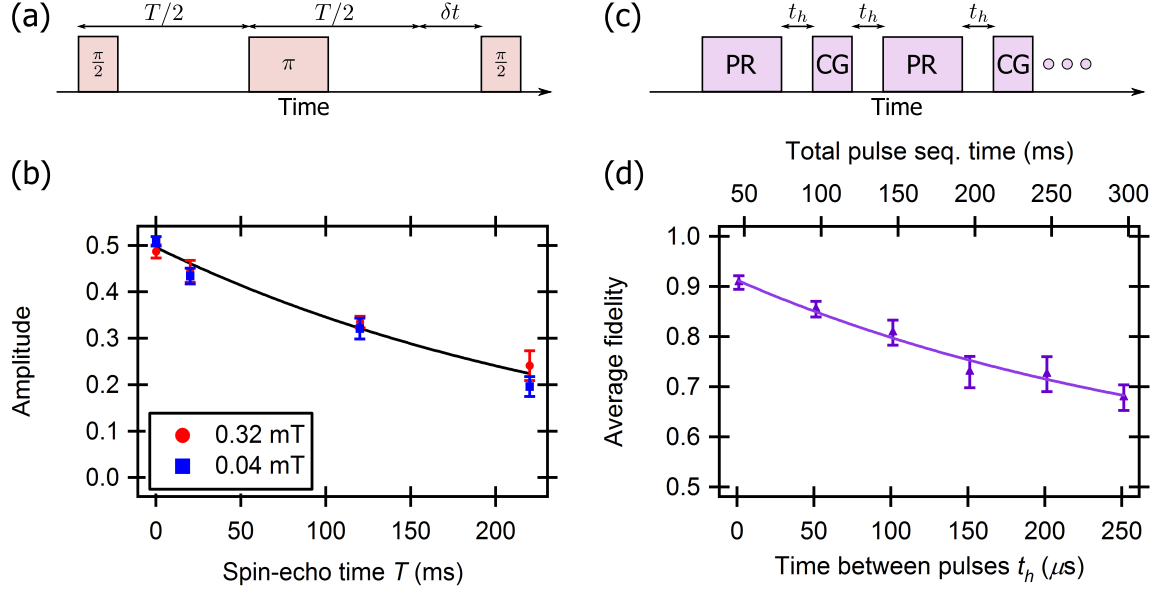 (a)
T/2
T/2
δt
π/2
π
π/2
Time
(b)
Amplitude
0.5
0.4
0.3
0.2
0.1
0.0
0.32 mT
0.04 mT
0 50 100 150 200
Spin-echo time T (ms)
(c)
t_h
t_h
t_h
PR
CG
PR
CG
Time
(d)
Total pulse seq. time (ms)
50 100 150 200 250 300
Average fidelity
1.0
0.9
0.8
0.7
0.6
0.5
0 50 100 150 200 250
Time between pulses t_h (μs)